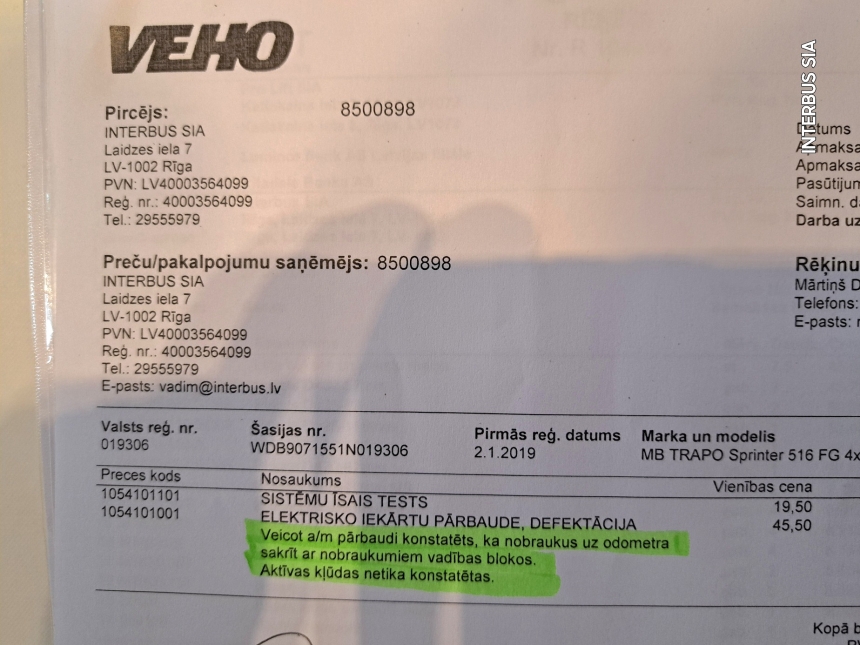 VEHO
Pircējs: 8500898
INTERBUS SIA
Laidzes iela 7
LV-1002 Rīga
PVN: LV40003564099
Reģ. nr.: 40003564099
Tel.: 29555979
Preču/pakalpojumu saņēmējs: 8500898
INTERBUS SIA
Laidzes iela 7
LV-1002 Rīga
PVN: LV40003564099
Reģ. nr.: 40003564099
Tel.: 29555979
E-pasts: vadim@interbus.lv
INTERBUS SIA
Datums
Apmaksa
Apmaksa
Pasūtījum
Saimn. d
Darba uz
Rēķinu
Mārtiņš D
Telefons:
E-pasts:
Valsts reģ. nr. Šasijas nr. Pirmās reģ. datums Marka un modelis
019306 WDB9071551N019306 2.1.2019 MB TRAPO Sprinter 516 FG 4x
Preces kods Nosaukums Vienības cena
1054101101 SISTĒMU ĪSAIS TESTS 19,50
1054101001 ELEKTRISKO IEKĀRTU PĀRBAUDE, DEFEKTĀCIJA 45,50
Veicot a/m pārbaudi konstatēts, ka nobraukus uz odometra
sakrīt ar nobraukumiem vadības blokos.
Aktīvas kļūdas netika konstatētas.
Kopā b